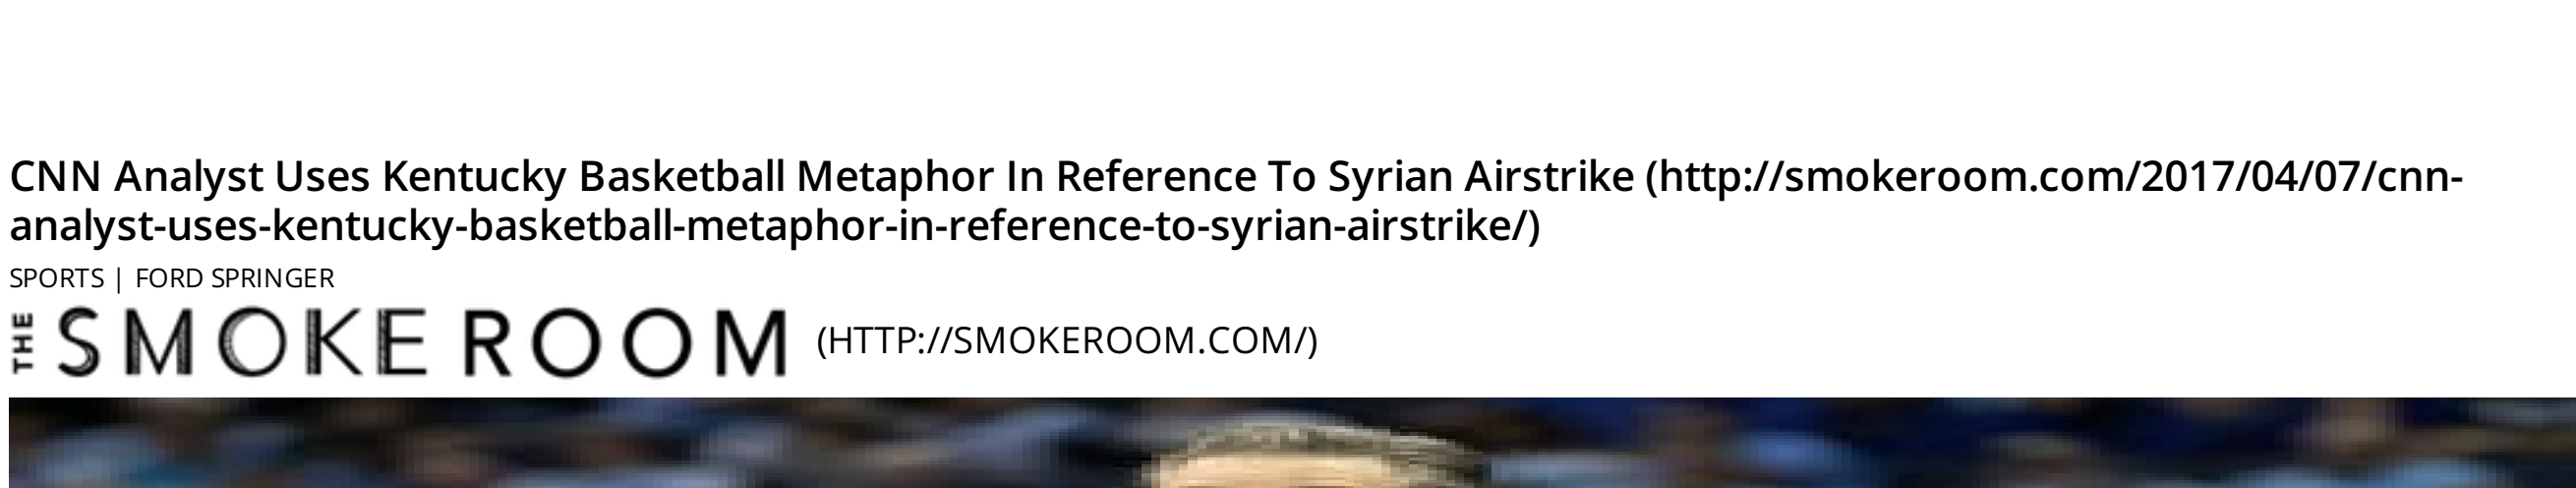 CNN Analyst Uses Kentucky Basketball Metaphor In Reference To Syrian Airstrike (http://smokeroom.com/2017/04/07/cnn-
analyst-uses-kentucky-basketball-metaphor-in-reference-to-syrian-airstrike/)
SPORTS | FORD SPRINGER
THE SMOKE ROOM (HTTP://SMOKEROOM.COM/)